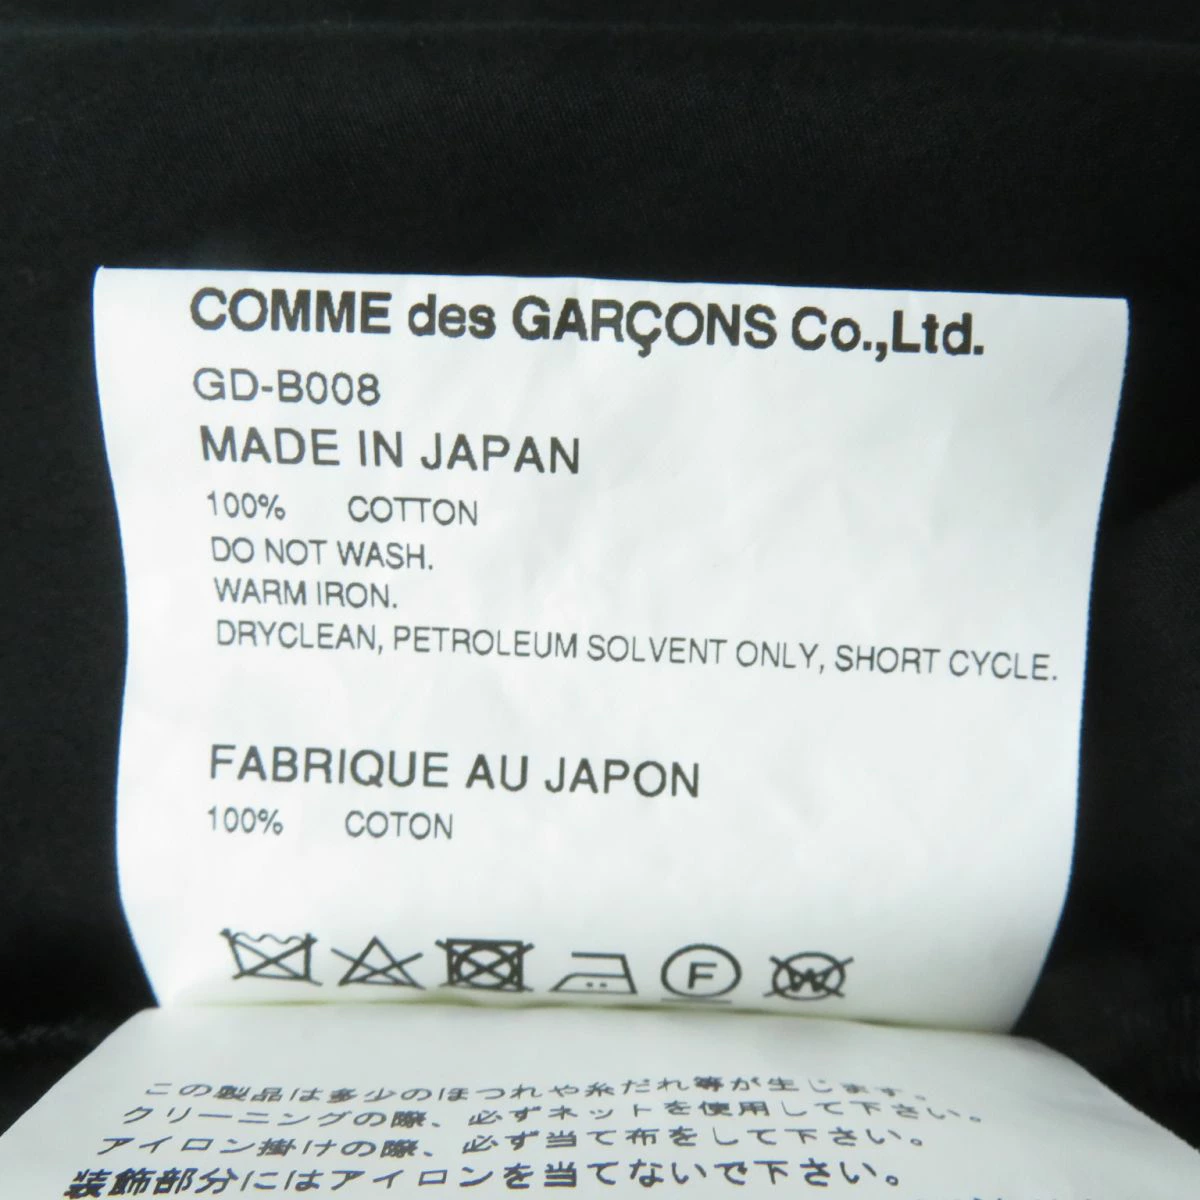 COMME des GARÇONS Co.,Ltd.
GD-B008
MADE IN JAPAN
100% COTTON
DO NOT WASH.
WARM IRON.
DRYCLEAN, PETROLEUM SOLVENT ONLY, SHORT CYCLE.
FABRIQUE AU JAPON
100% COTON
F W
この製品は多少のほつれや糸だれ等が生じます。
クリーニングの際、必ずネットを使用して下さい。
アイロン掛けの際、必ず当て布をして下さい。
装飾部分にはアイロンを当てないで下さい。